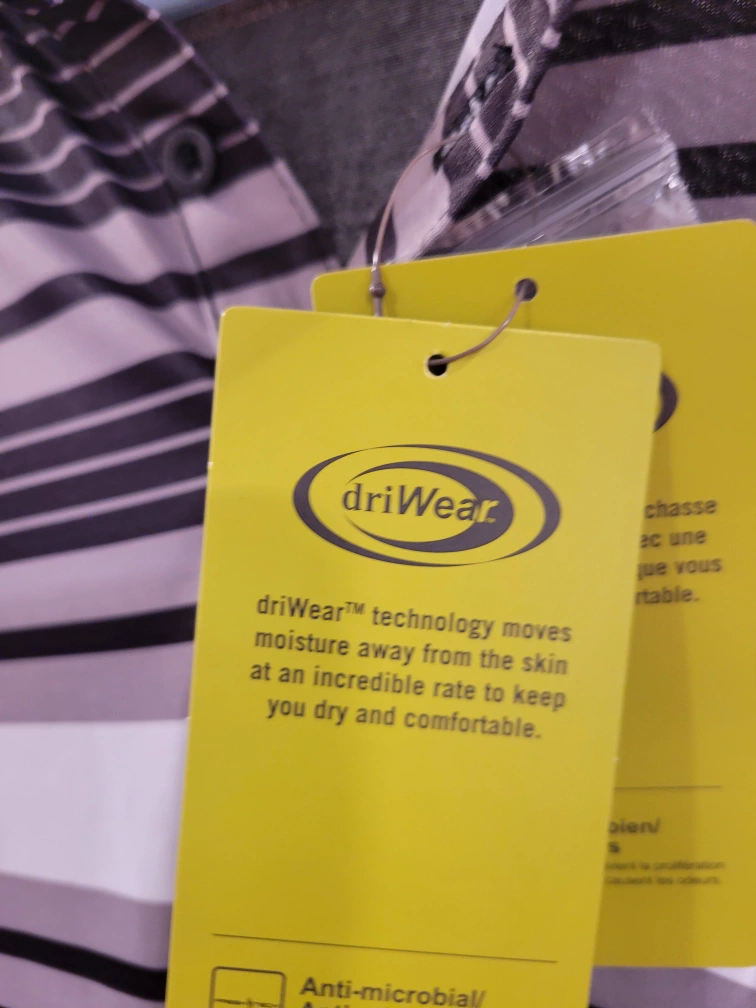 driWear
driWear™ technology moves
moisture away from the skin
at an incredible rate to keep
you dry and comfortable.
Anti-microbial/
chasse
ec une
que vous
rtable.
bien/
s